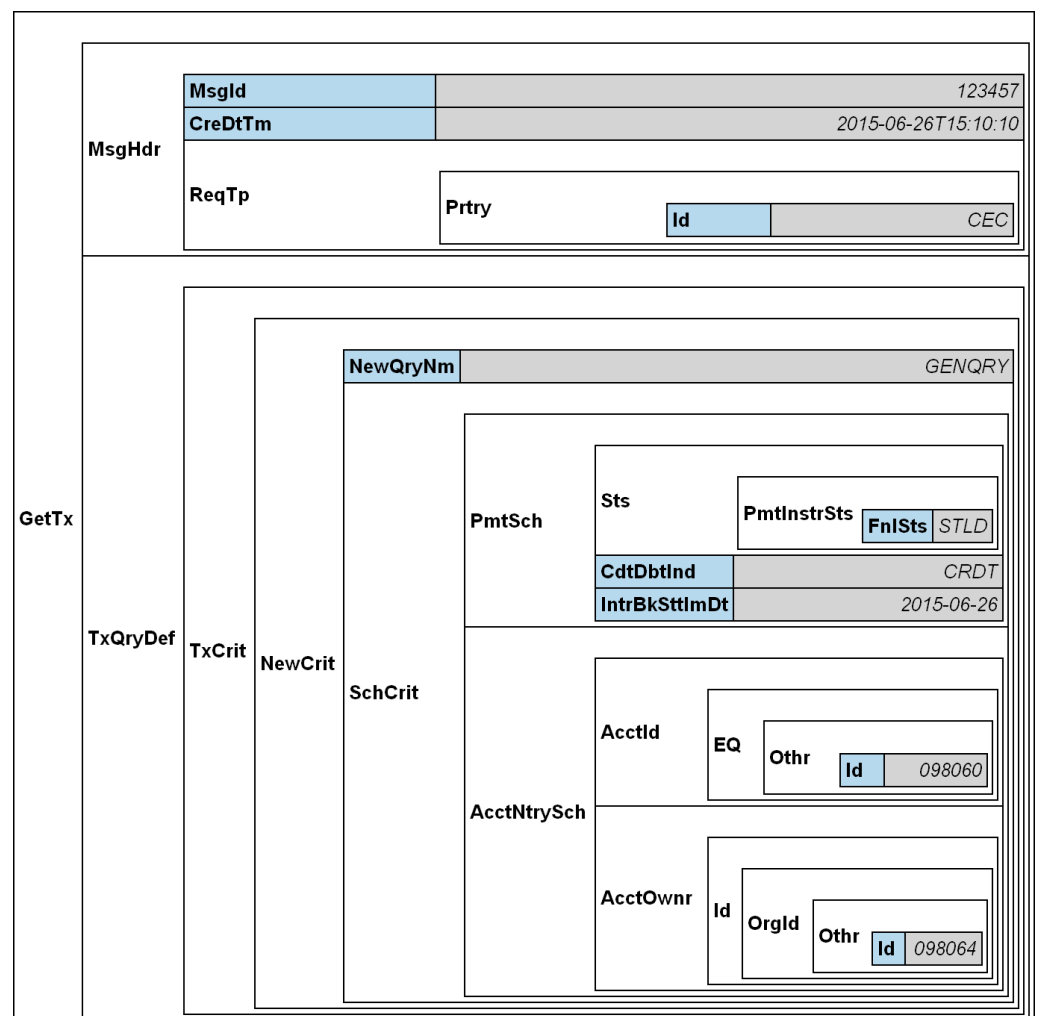 MsgId 123457
CreDtTm 2015-06-26T15:10:10
MsgHdr
ReqTp
Prtry
Id CEC
NewQryNm GENQRY
Sts
PmtInstrSts
FnlSts STLD
GetTx
PmtSch
CdtDbtInd CRDT
IntrBkSttlmDt 2015-06-26
TxQryDef
TxCrit
NewCrit
SchCrit
AcctId
EQ
Othr
Id 098060
AcctNtrySch
AcctOwnr
Id
OrgId
Othr
Id 098064